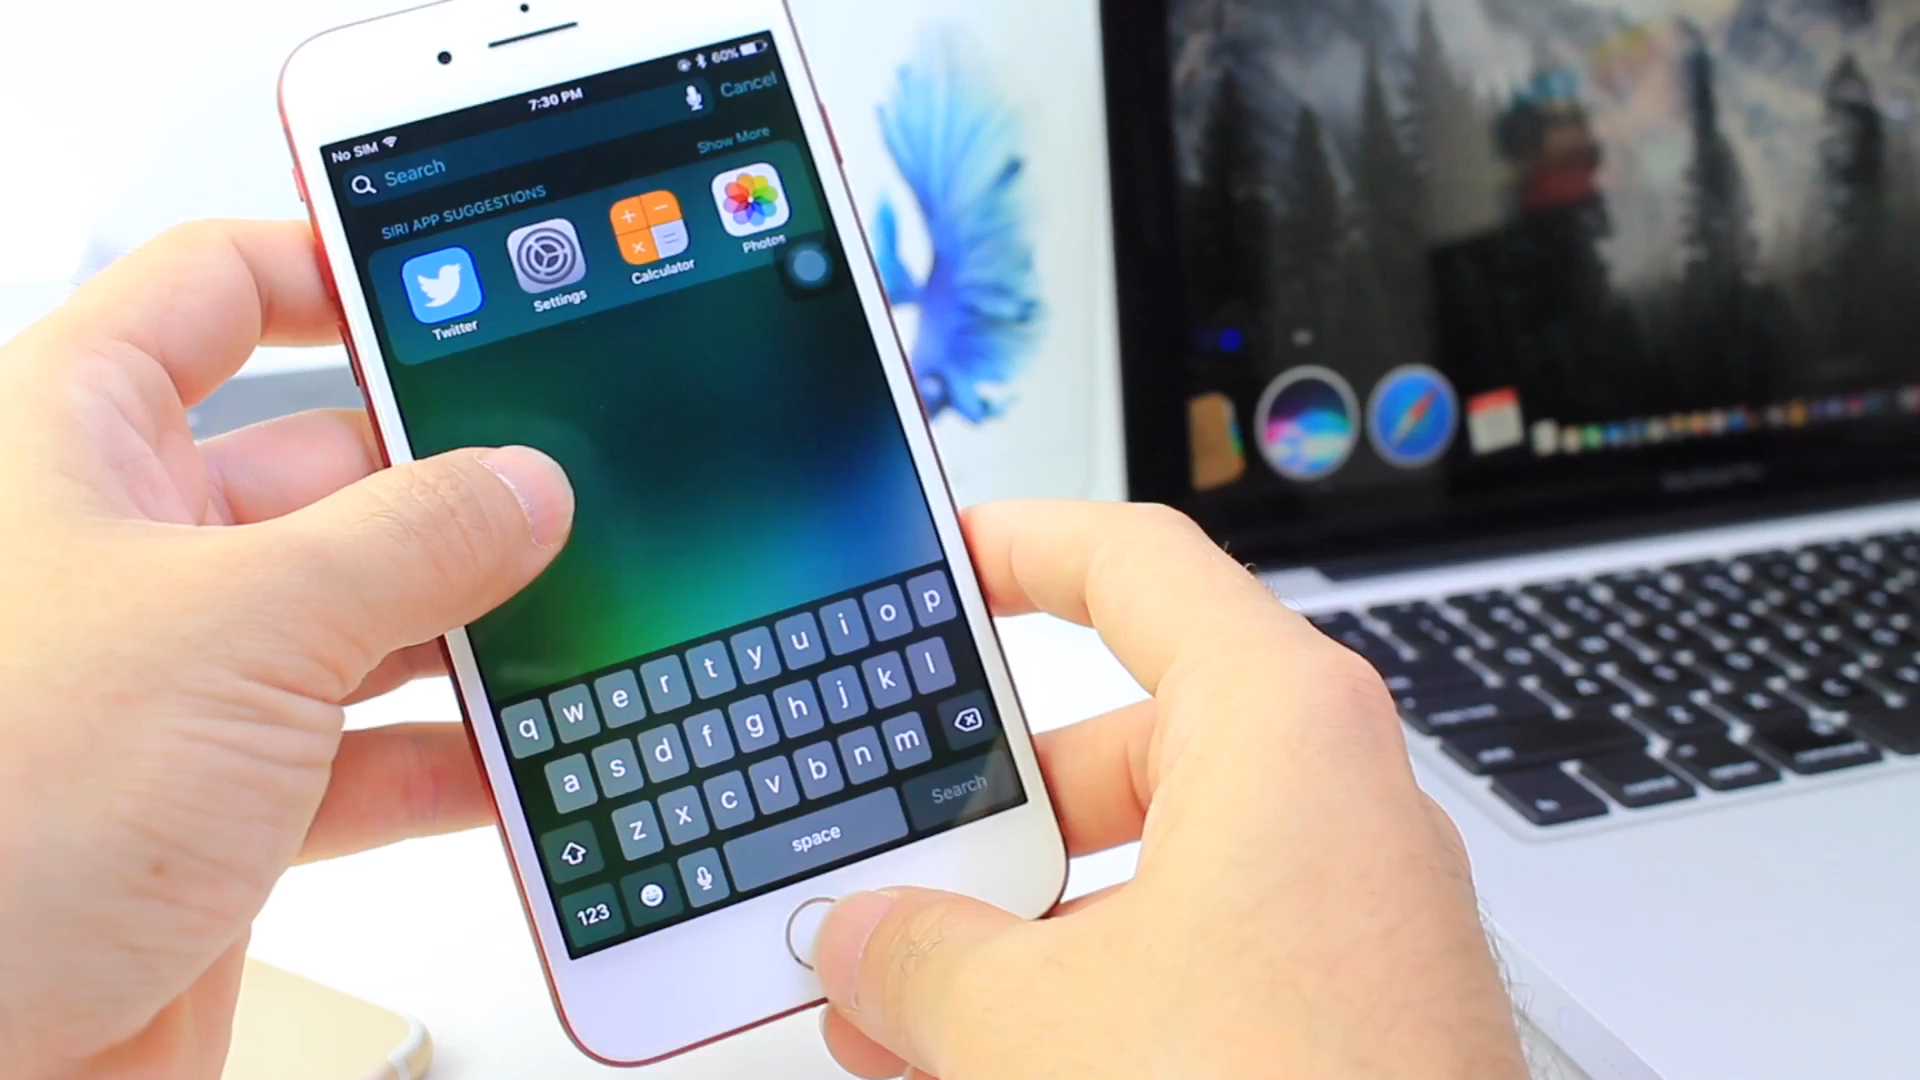 No SIM 7:30 PM 60%
Search Cancel
SIRI APP SUGGESTIONS Show More
Twitter Settings Calculator Photos
q w e r t y u i o p
a s d f g h j k l
z x c v b n m
123 space Search